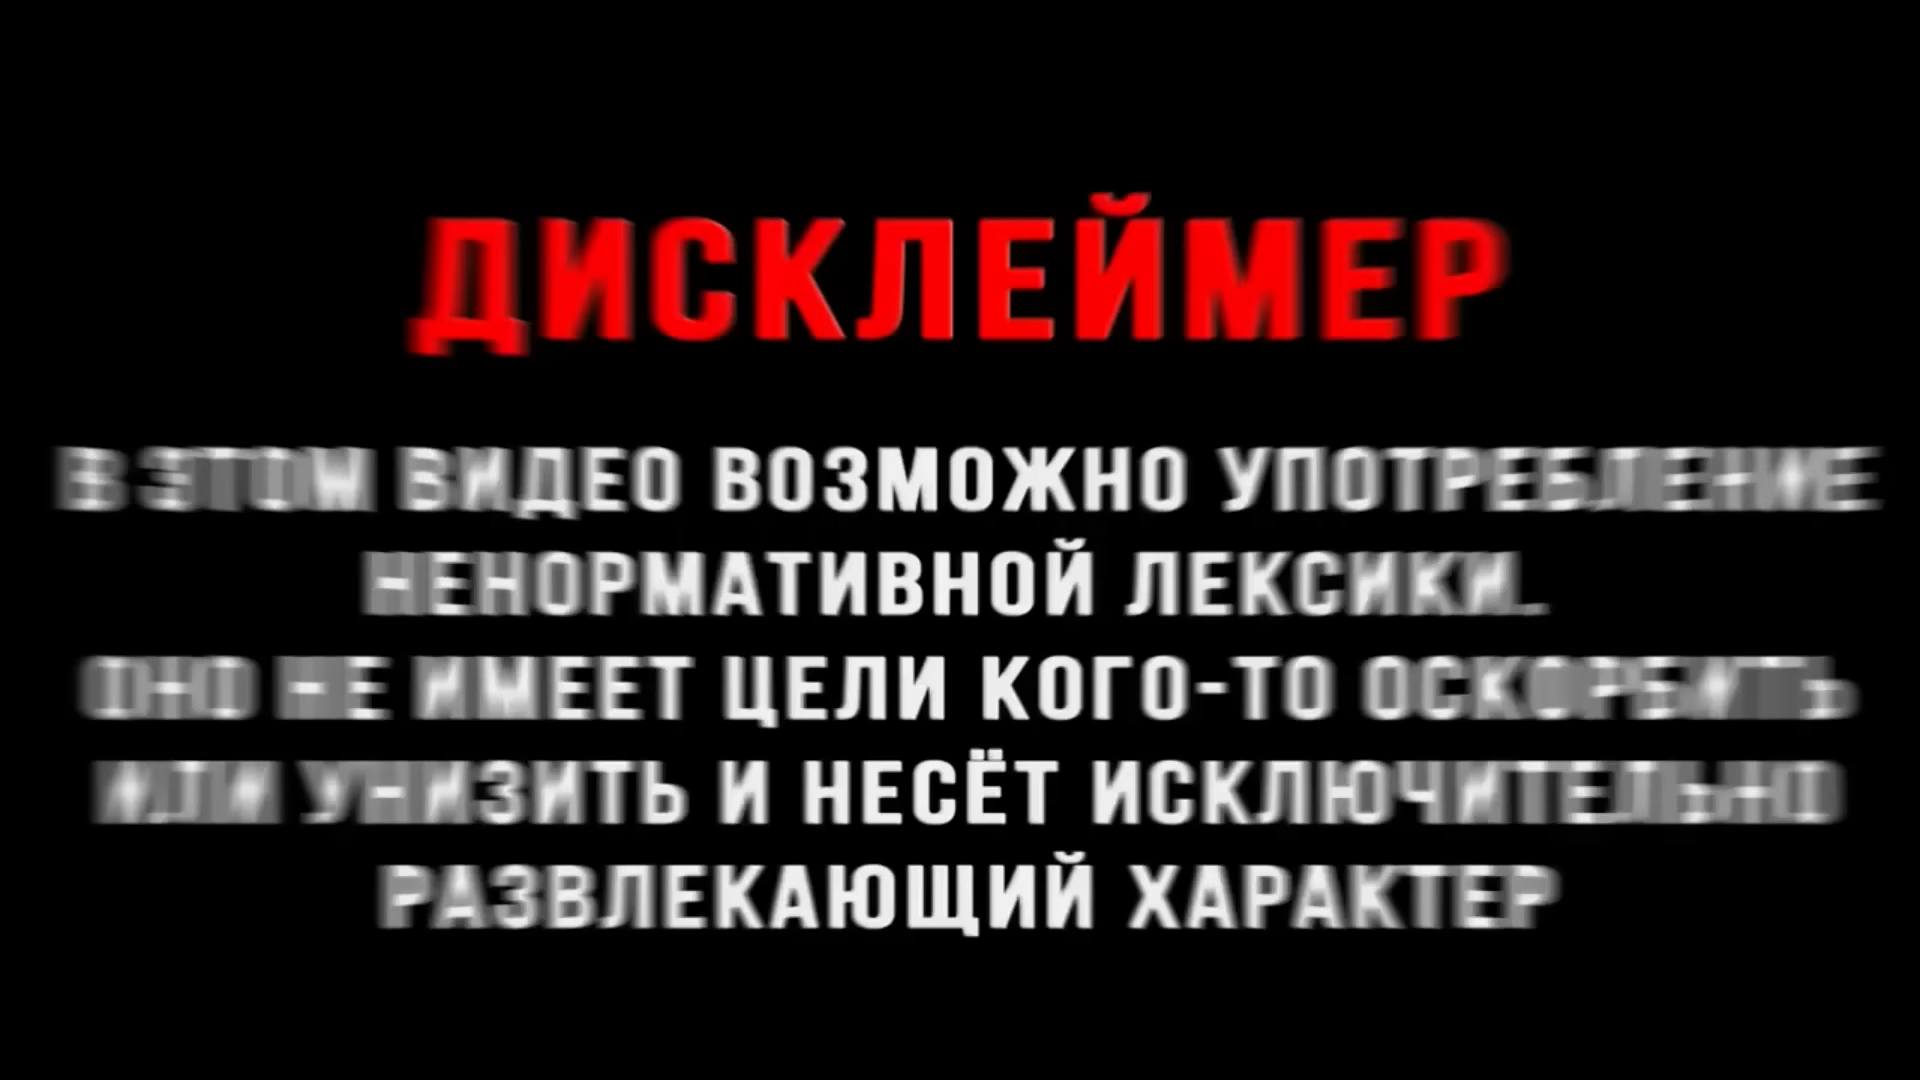 ДИСКЛЕЙМЕР
В ЭТОМ ВИДЕО ВОЗМОЖНО УПОТРЕБЛЕНИЕ
НЕНОРМАТИВНОЙ ЛЕКСИКИ.
ОНО НЕ ИМЕЕТ ЦЕЛИ КОГО-ТО ОСКОРБИТЬ
ИЛИ УНИЗИТЬ И НЕСЁТ ИСКЛЮЧИТЕЛЬНО
РАЗВЛЕКАЮЩИЙ ХАРАКТЕР